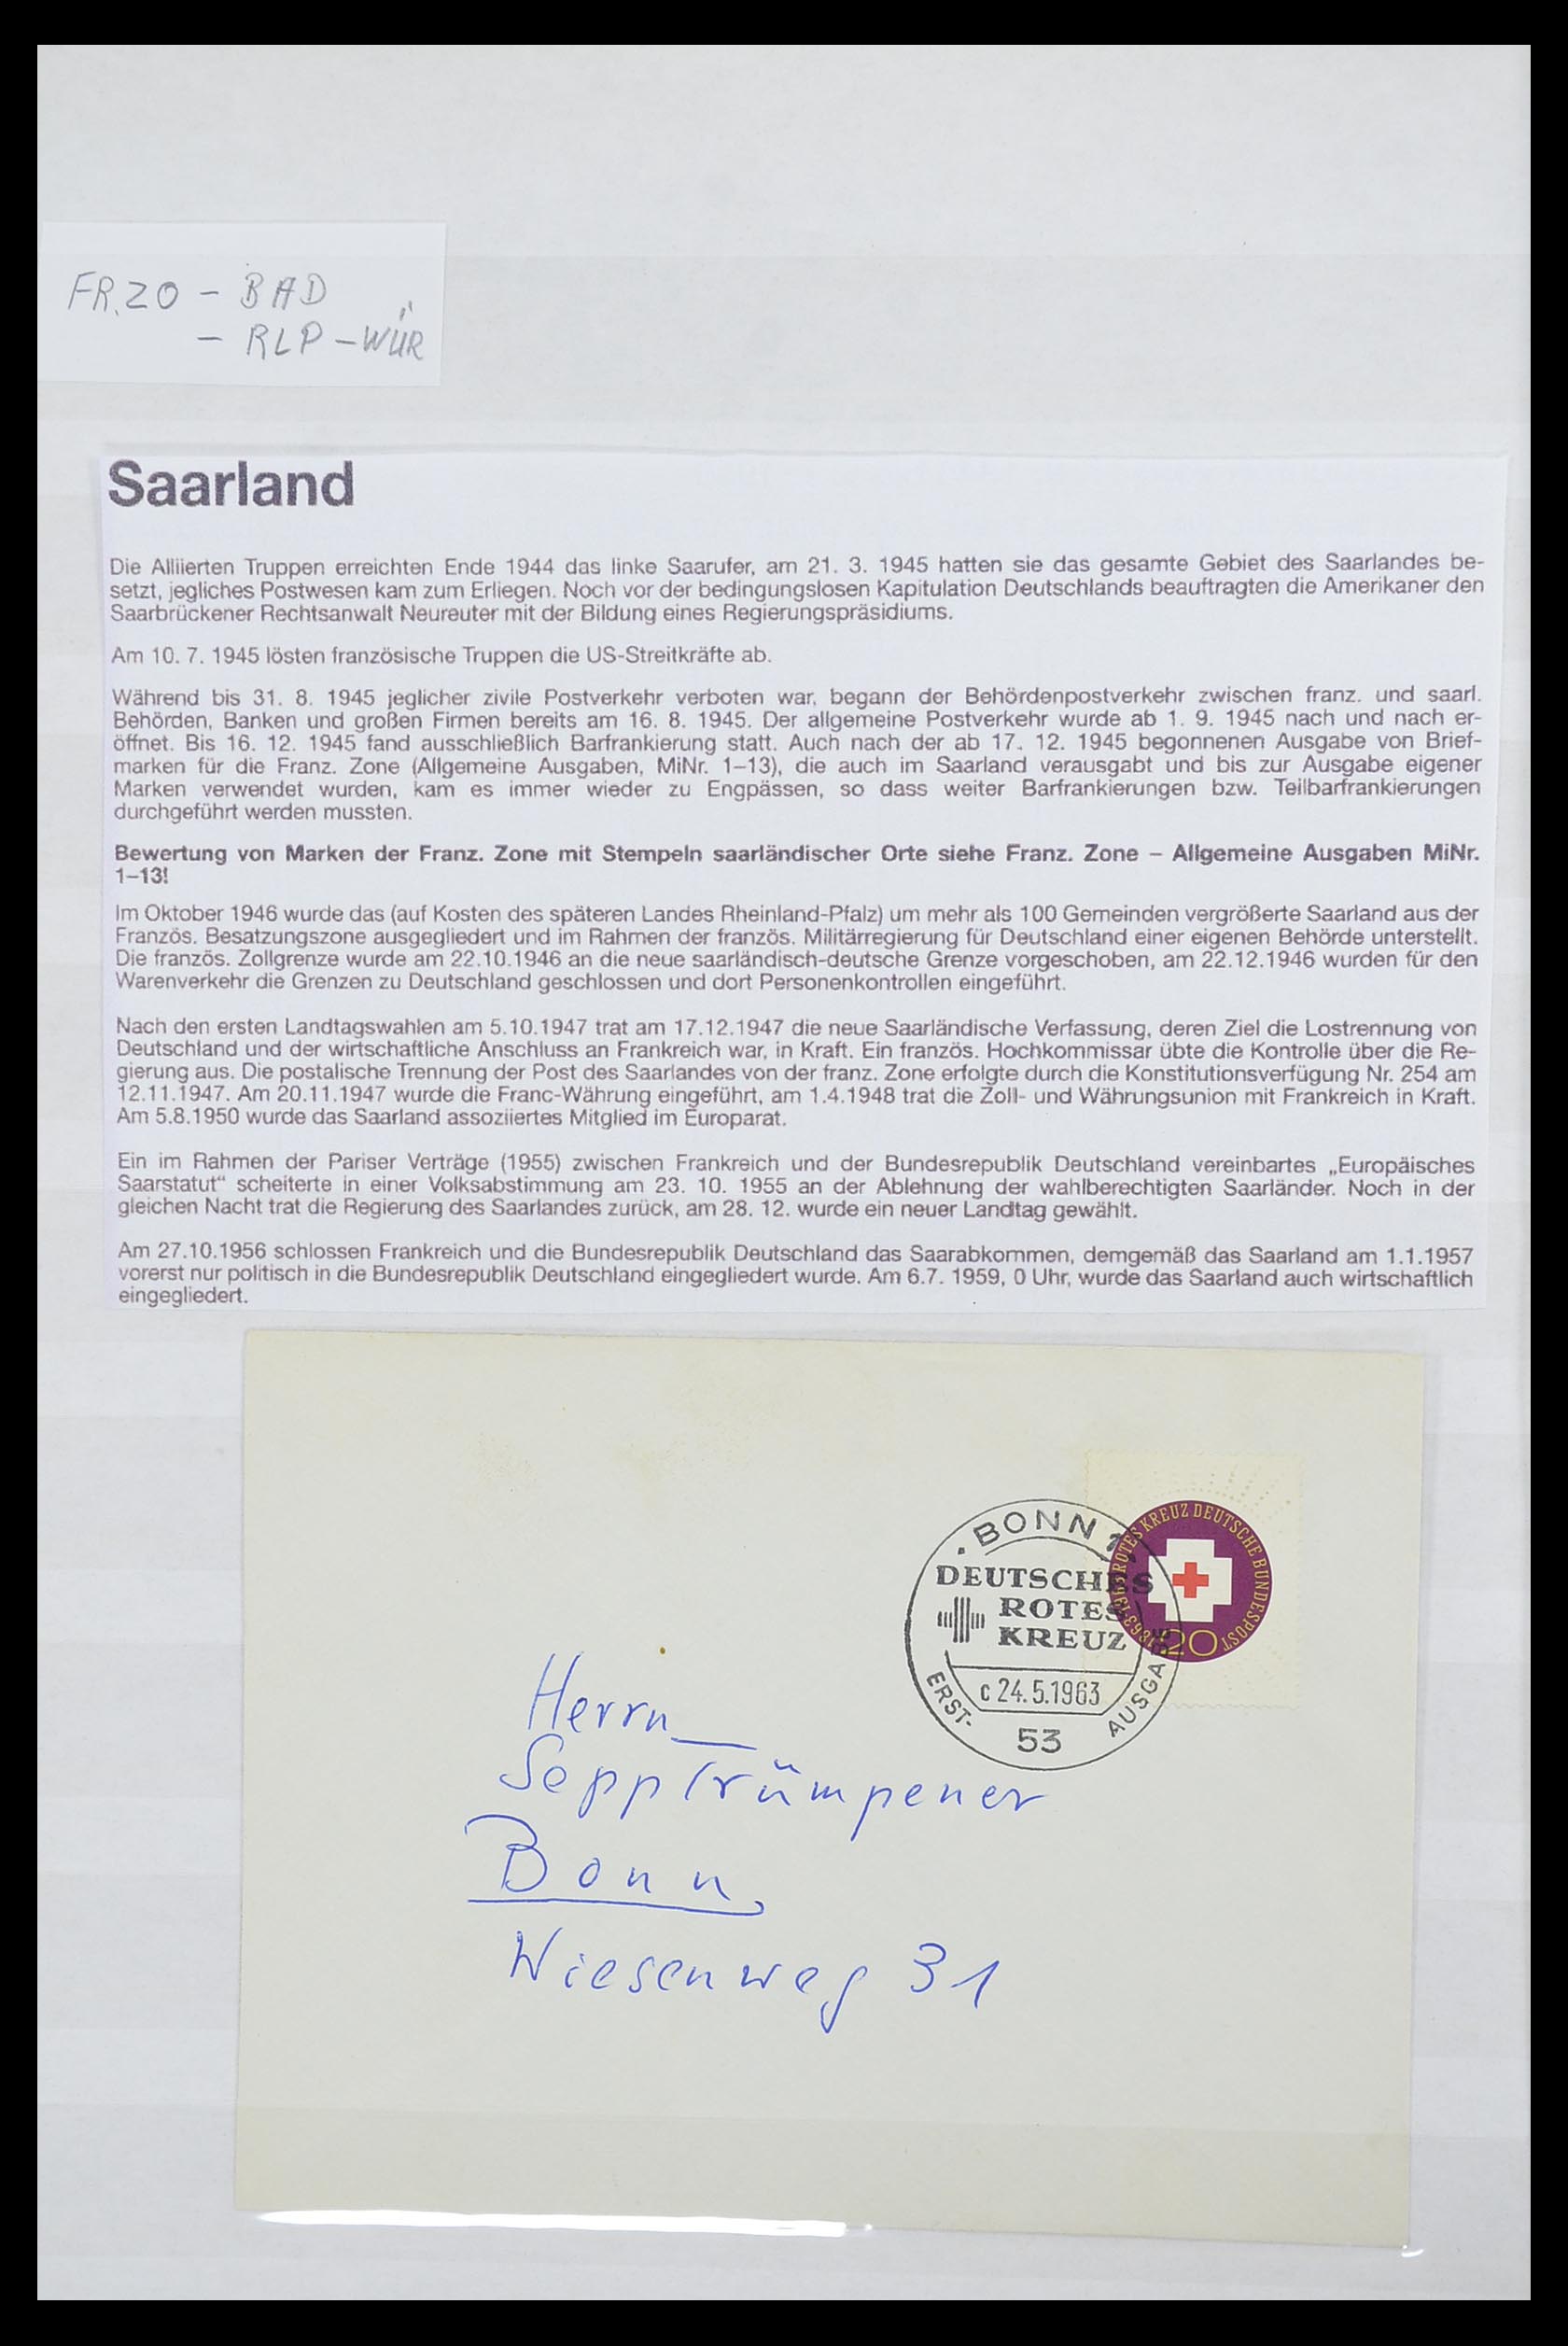 FR.ZO - BAD
- RLP - WÜR
Saarland
Die Alliierten Truppen erreichten Ende 1944 das linke Saarufer, am 21. 3. 1945 hatten sie das gesamte Gebiet des Saarlandes be-
setzt, jegliches Postwesen kam zum Erliegen. Noch vor der bedingungslosen Kapitulation Deutschlands beauftragten die Amerikaner den
Saarbrückener Rechtsanwalt Neureuter mit der Bildung eines Regierungspräsidiums.
Am 10. 7. 1945 lösten französische Truppen die US-Streitkräfte ab.
Während bis 31. 8. 1945 jeglicher zivile Postverkehr verboten war, begann der Behördenpostverkehr zwischen franz. und saarl.
Behörden, Banken und großen Firmen bereits am 16. 8. 1945. Der allgemeine Postverkehr wurde ab 1. 9. 1945 nach und nach er-
öffnet. Bis 16. 12. 1945 fand ausschließlich Barfrankierung statt. Auch nach der ab 17. 12. 1945 begonnenen Ausgabe von Brief-
marken für die Franz. Zone (Allgemeine Ausgaben, MiNr. 1–13), die auch im Saarland verausgabt und bis zur Ausgabe eigener
Marken verwendet wurden, kam es immer wieder zu Engpässen, so dass weiter Barfrankierungen bzw. Teilbarfrankierungen
durchgeführt werden mussten.
Bewertung von Marken der Franz. Zone mit Stempeln saarländischer Orte siehe Franz. Zone – Allgemeine Ausgaben MiNr.
1–13!
Im Oktober 1946 wurde das (auf Kosten des späteren Landes Rheinland-Pfalz) um mehr als 100 Gemeinden vergrößerte Saarland aus der
Französ. Besatzungszone ausgegliedert und im Rahmen der französ. Militärregierung für Deutschland einer eigenen Behörde unterstellt.
Die französ. Zollgrenze wurde am 22.10.1946 an die neue saarländisch-deutsche Grenze vorgeschoben, am 22.12.1946 wurden für den
Warenverkehr die Grenzen zu Deutschland geschlossen und dort Personenkontrollen eingeführt.
Nach den ersten Landtagswahlen am 5.10.1947 trat am 17.12.1947 die neue Saarländische Verfassung, deren Ziel die Lostrennung von
Deutschland und der wirtschaftliche Anschluss an Frankreich war, in Kraft. Ein französ. Hochkommissar übte die Kontrolle über die Re-
gierung aus. Die postalische Trennung der Post des Saarlandes von der franz. Zone erfolgte durch die Konstitutionsverfügung Nr. 254 am
12.11.1947. Am 20.11.1947 wurde die Franc-Währung eingeführt, am 1.4.1948 trat die Zoll- und Währungsunion mit Frankreich in Kraft.
Am 5.8.1950 wurde das Saarland assoziiertes Mitglied im Europarat.
Ein im Rahmen der Pariser Verträge (1955) zwischen Frankreich und der Bundesrepublik Deutschland vereinbartes „Europäisches
Saarstatut“ scheiterte in einer Volksabstimmung am 23. 10. 1955 an der Ablehnung der wahlberechtigten Saarländer. Noch in der
gleichen Nacht trat die Regierung des Saarlandes zurück, am 28. 12. wurde ein neuer Landtag gewählt.
Am 27.10.1956 schlossen Frankreich und die Bundesrepublik Deutschland das Saarabkommen, demgemäß das Saarland am 1.1.1957
vorerst nur politisch in die Bundesrepublik Deutschland eingegliedert wurde. Am 6.7. 1959, 0 Uhr, wurde das Saarland auch wirtschaftlich
eingegliedert.
BONN
DEUTSCHES
ROTES
KREUZ
c 24.5.1963
ERST- AUSGABE
53
1863·1963 ROTES KREUZ DEUTSCHE BUNDESPOST
20
Herrn
Sepp Trümpener
Bonn
Wiesenweg 31